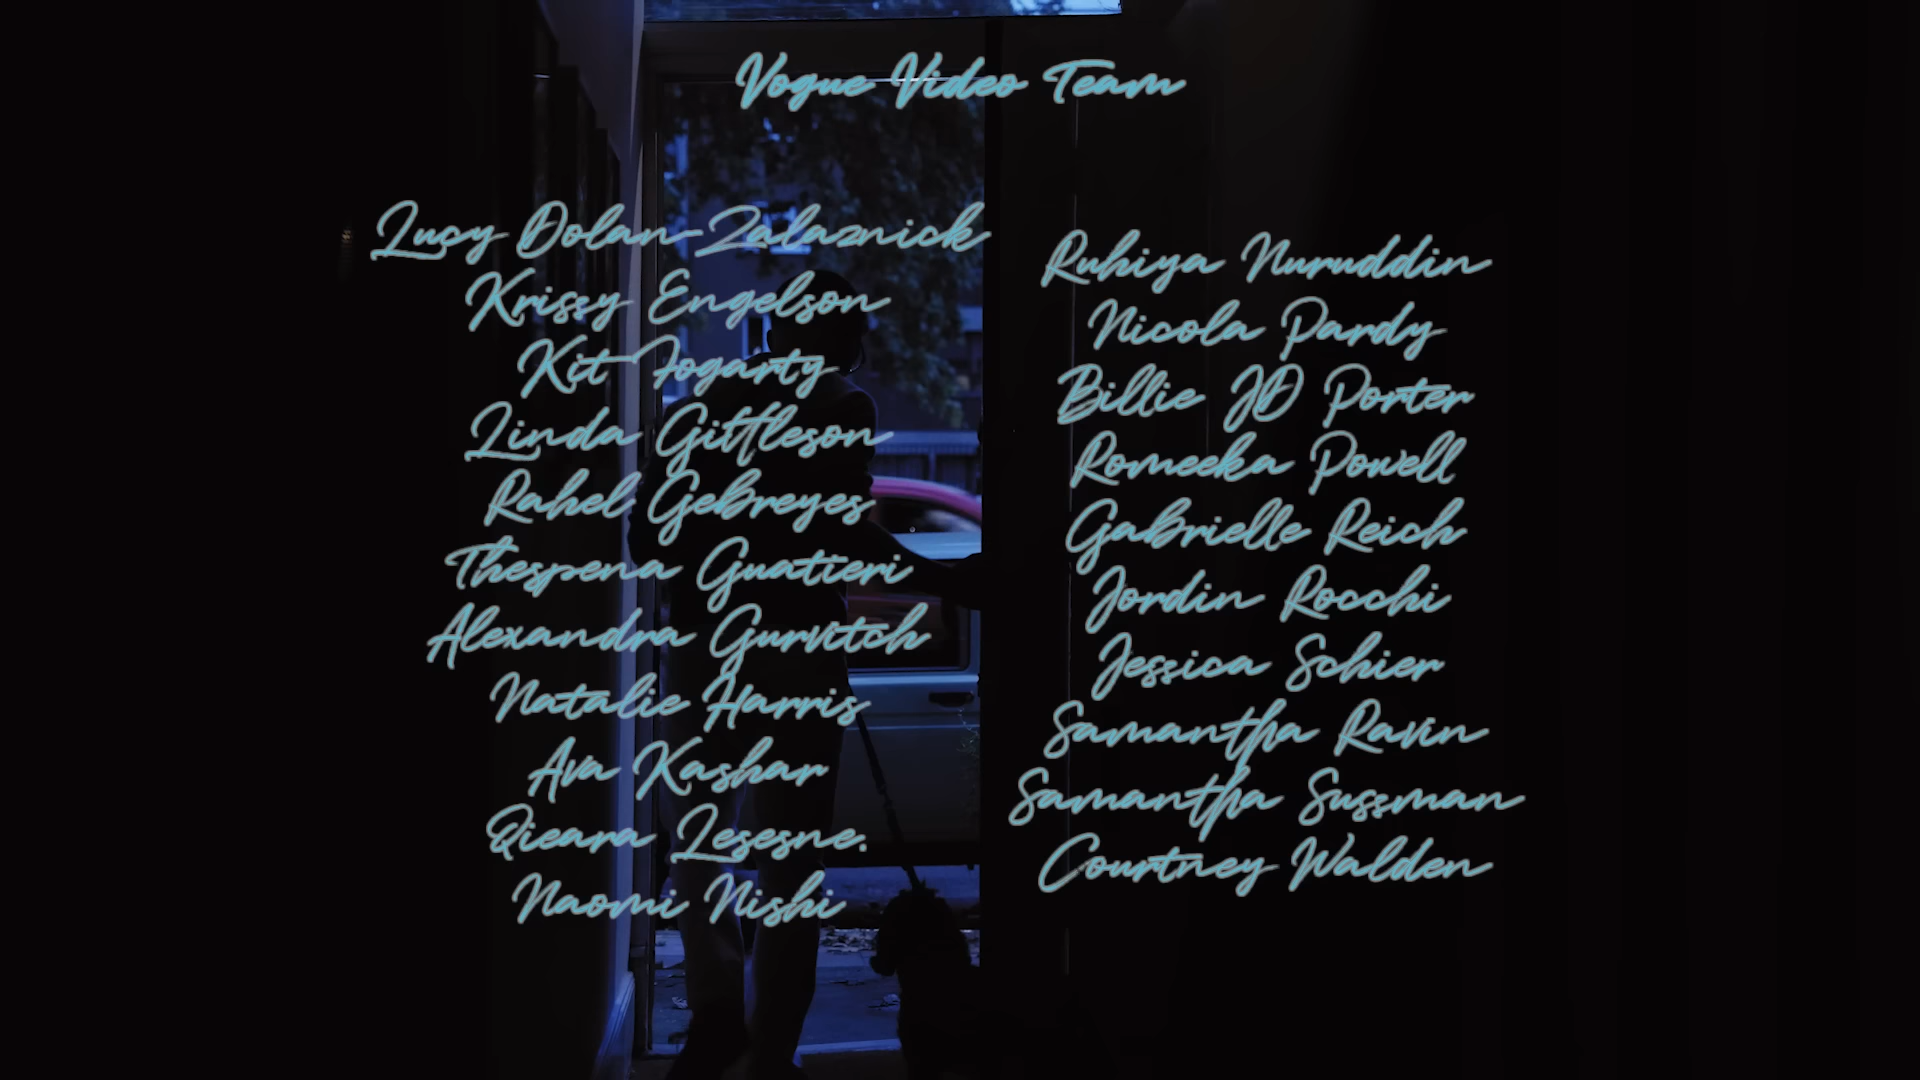 Vogue Video Team
Lucy Dolan-Zalaznick
Krissy Engelson
Kit Fogarty
Linda Gittleson
Rahel Gebreyes
Thespena Guatieri
Alexandra Gurvitch
Natalie Harris
Ava Kashar
Qieara Lesesne.
Naomi Nishi
Ruhiya Nuruddin
Nicola Pardy
Billie JD Porter
Romeeka Powell
Gabrielle Reich
Jordin Rocchi
Jessica Schier
Samantha Ravin
Samantha Sussman
Courtney Walden